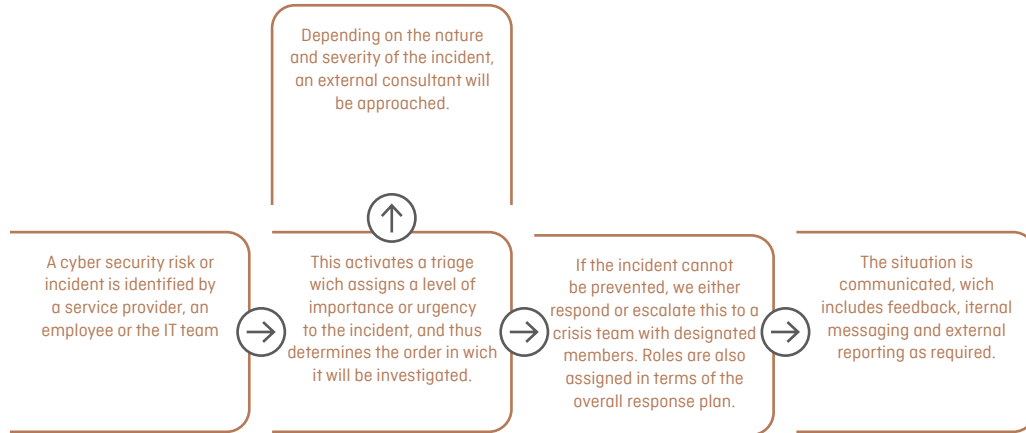 Depending on the nature
and severity of the incident,
an external consultant will
be approached.
A cyber security risk or
incident is identified by
a service provider, an
employee or the IT team
This activates a triage
wich assigns a level of
importance or urgency
to the incident, and thus
determines the order in wich
it will be investigated.
If the incident cannot
be prevented, we either
respond or escalate this to a
crisis team with designated
members. Roles are also
assigned in terms of the
overall response plan.
The situation is
communicated, wich
includes feedback, iternal
messaging and external
reporting as required.